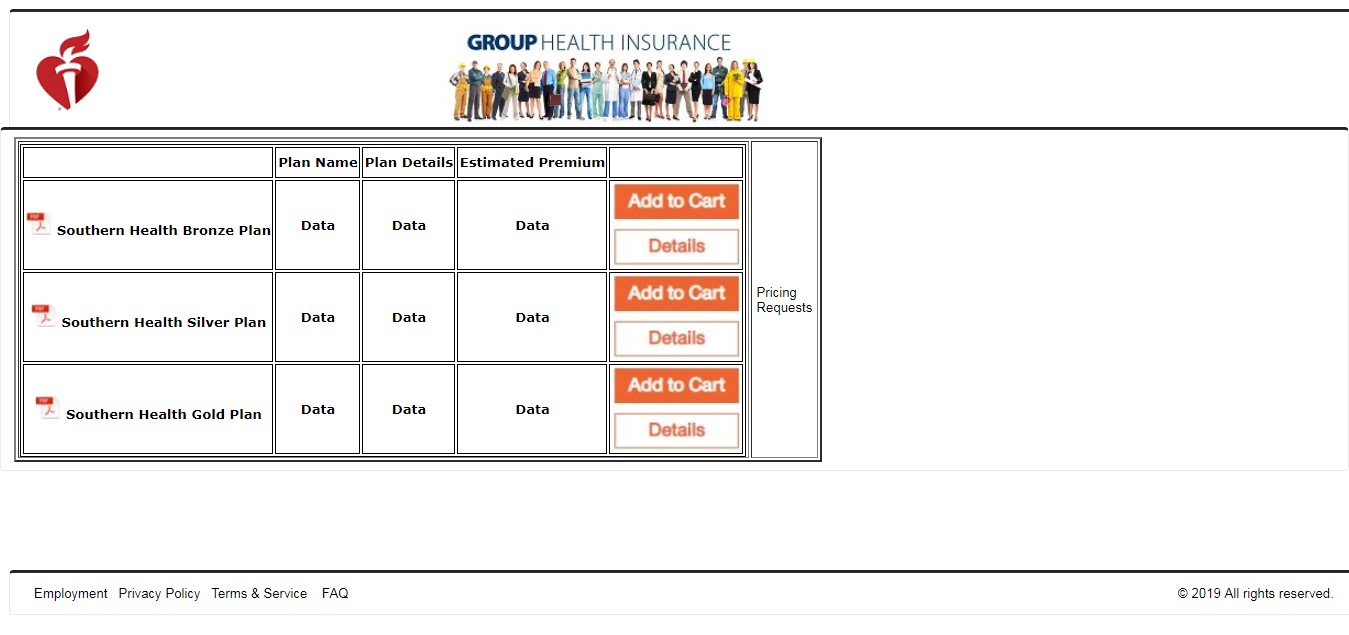 GROUP HEALTH INSURANCE
Plan Name Plan Details Estimated Premium
PDF Southern Health Bronze Plan Data Data Data Add to Cart
Details
PDF Southern Health Silver Plan Data Data Data Add to Cart
Details
PDF Southern Health Gold Plan Data Data Data Add to Cart
Details
Pricing
Requests
Employment Privacy Policy Terms & Service FAQ © 2019 All rights reserved.